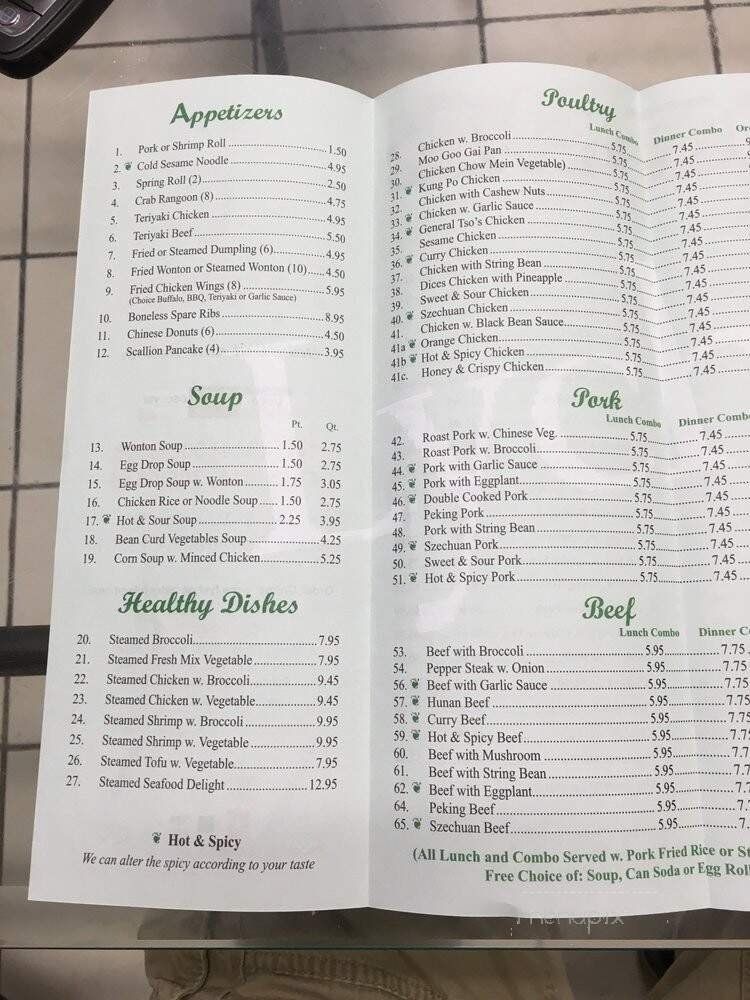 Appetizers
1. Pork or Shrimp Roll 1.50
2. Cold Sesame Noodle 4.95
3. Spring Roll (2) 2.50
4. Crab Rangoon (8) 4.75
5. Teriyaki Chicken 4.95
6. Teriyaki Beef 5.50
7. Fried or Steamed Dumpling (6) 4.95
8. Fried Wonton or Steamed Wonton (10) 4.50
9. Fried Chicken Wings (8) 5.95
(Choice Buffalo, BBQ, Teriyaki or Garlic Sauce)
10. Boneless Spare Ribs 8.95
11. Chinese Donuts (6) 4.50
12. Scallion Pancake (4) 3.95
Soup
Pt. Qt.
13. Wonton Soup 1.50 2.75
14. Egg Drop Soup 1.50 2.75
15. Egg Drop Soup w. Wonton 1.75 3.05
16. Chicken Rice or Noodle Soup 1.50 2.75
17. Hot & Sour Soup 2.25 3.95
18. Bean Curd Vegetables Soup 4.25
19. Corn Soup w. Minced Chicken 5.25
Healthy Dishes
20. Steamed Broccoli 7.95
21. Steamed Fresh Mix Vegetable 7.95
22. Steamed Chicken w. Broccoli 9.45
23. Steamed Chicken w. Vegetable 9.45
24. Steamed Shrimp w. Broccoli 9.95
25. Steamed Shrimp w. Vegetable 9.95
26. Steamed Tofu w. Vegetable 7.95
27. Steamed Seafood Delight 12.95
Hot & Spicy
We can alter the spicy according to your taste
Poultry
Lunch Combo Dinner Combo
28. Chicken w. Broccoli 5.75 7.45
29. Moo Goo Gai Pan 5.75 7.45
30. Chicken Chow Mein Vegetable) 5.75 7.45
31. Kung Po Chicken 5.75 7.45
32. Chicken with Cashew Nuts 5.75 7.45
33. Chicken w. Garlic Sauce 5.75 7.45
34. General Tso's Chicken 5.75 7.45
35. Sesame Chicken 5.75 7.45
36. Curry Chicken 5.75 7.45
37. Chicken with String Bean 5.75 7.45
38. Dices Chicken with Pineapple 5.75 7.45
39. Sweet & Sour Chicken 5.75 7.45
40. Szechuan Chicken 5.75 7.45
41. Chicken w. Black Bean Sauce 5.75 7.45
41a Orange Chicken 5.75 7.45
41b Hot & Spicy Chicken 5.75 7.45
41c. Honey & Crispy Chicken 5.75 7.45
Pork
Lunch Combo Dinner Combo
42. Roast Pork w. Chinese Veg. 5.75 7.45
43. Roast Pork w. Broccoli 5.75 7.45
44. Pork with Garlic Sauce 5.75 7.45
45. Pork with Eggplant 5.75 7.45
46. Double Cooked Pork 5.75 7.45
47. Peking Pork 5.75 7.45
48. Pork with String Bean 5.75 7.45
49. Szechuan Pork 5.75 7.45
50. Sweet & Sour Pork 5.75 7.45
51. Hot & Spicy Pork 5.75 7.45
Beef
Lunch Combo Dinner C
53. Beef with Broccoli 5.95 7.75
54. Pepper Steak w. Onion 5.95 7.75
56. Beef with Garlic Sauce 5.95 7.75
57. Hunan Beef 5.95 7.75
58. Curry Beef 5.95 7.75
59. Hot & Spicy Beef 5.95 7.7
60. Beef with Mushroom 5.95 7.7
61. Beef with String Bean 5.95 7.7
62. Beef with Eggplant 5.95 7.
64. Peking Beef 5.95 7.
65. Szechuan Beef 5.95 7.
(All Lunch and Combo Served w. Pork Fried Rice or St
Free Choice of: Soup, Can Soda or Egg Roll